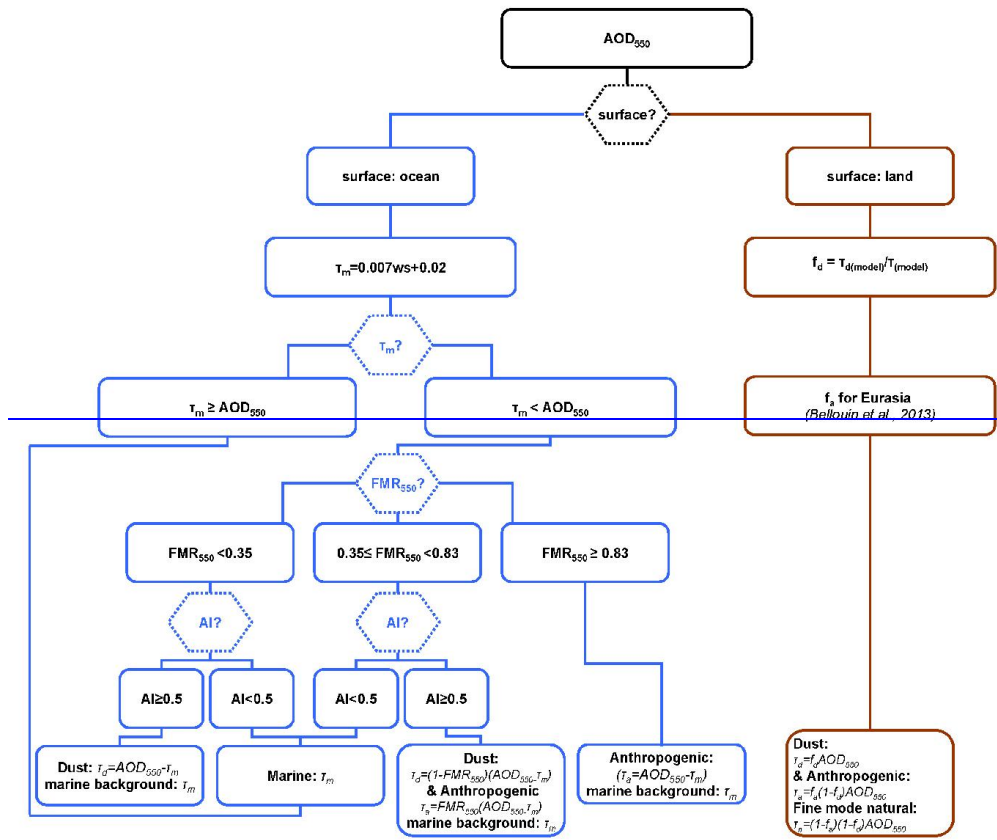 AOD550
surface?
surface: ocean
surface: land
τm=0.007ws+0.02
fd = τd(model)/τ(model)
τm?
τm ≥ AOD550
τm < AOD550
fa for Eurasia
(Bellouin et al., 2013)
FMR550?
FMR550 <0.35
0.35≤ FMR550 <0.83
FMR550 ≥ 0.83
AI?
AI?
AI≥0.5
AI<0.5
AI<0.5
AI≥0.5
Dust: τd=AOD550-τm
marine background: τm
Marine: τm
Dust:
τd=(1-FMR550)(AOD550-τm)
& Anthropogenic
τa=FMR550(AOD550-τm)
marine background: τm
Anthropogenic:
(τa=AOD550-τm)
marine background: τm
Dust:
τd=fdAOD550
& Anthropogenic:
τa=fa(1-fd)AOD550
Fine mode natural:
τn=(1-fa)(1-fd)AOD550